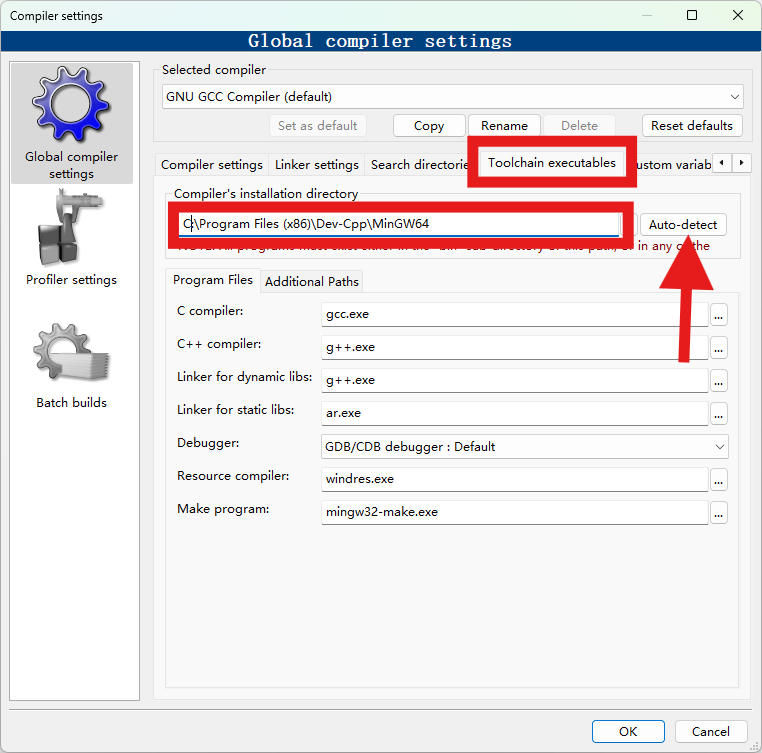 Compiler settings
Global compiler settings
Global compiler
settings
Profiler settings
Batch builds
Selected compiler
GNU GCC Compiler (default)
Set as default
Copy
Rename
Delete
Reset defaults
Compiler settings
Linker settings
Search directorie
Toolchain executables
ustom variab
Compiler's installation directory
C:\Program Files (x86)\Dev-Cpp\MinGW64
Auto-detect
in any of the
Program Files
Additional Paths
C compiler:
gcc.exe
...
C++ compiler:
g++.exe
...
Linker for dynamic libs:
g++.exe
...
Linker for static libs:
ar.exe
...
Debugger:
GDB/CDB debugger : Default
Resource compiler:
windres.exe
...
Make program:
mingw32-make.exe
...
OK
Cancel